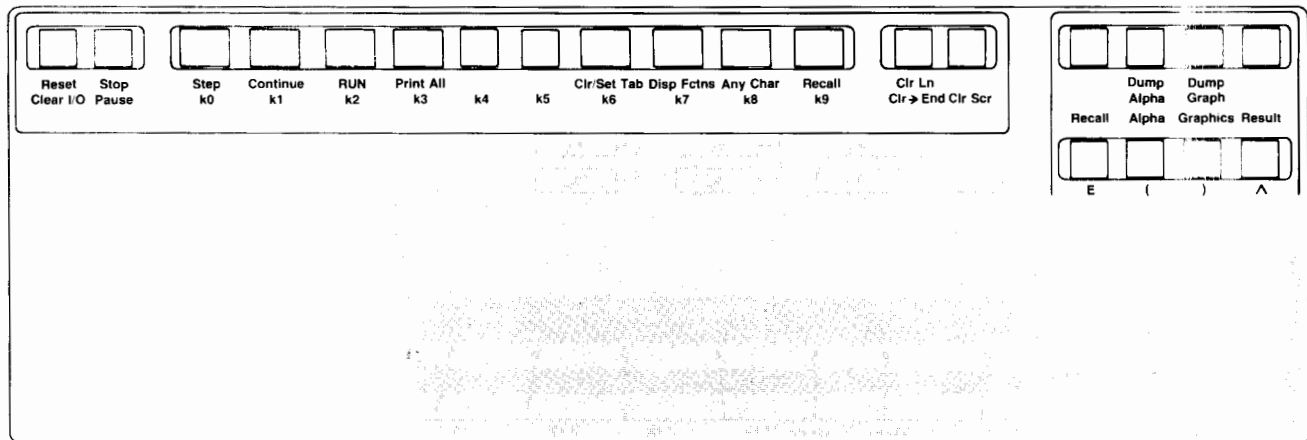 Reset Stop Step Continue RUN Print All Clr/Set Tab Disp Fctns Any Char Recall Clr Ln
Clear I/O Pause k0 k1 k2 k3 k4 k5 k6 k7 k8 k9 Clr → End Clr Scr
Dump Dump
Alpha Graph
Recall Alpha Graphics Result
E ( ) ^